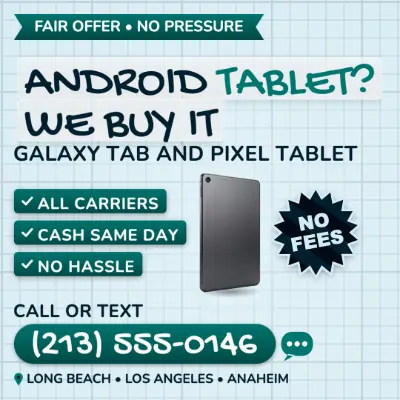 FAIR OFFER • NO PRESSURE
ANDROID TABLET?
WE BUY IT
GALAXY TAB AND PIXEL TABLET
ALL CARRIERS
CASH SAME DAY
NO HASSLE
NO FEES
CALL OR TEXT
(213) 555-0146
LONG BEACH • LOS ANGELES • ANAHEIM